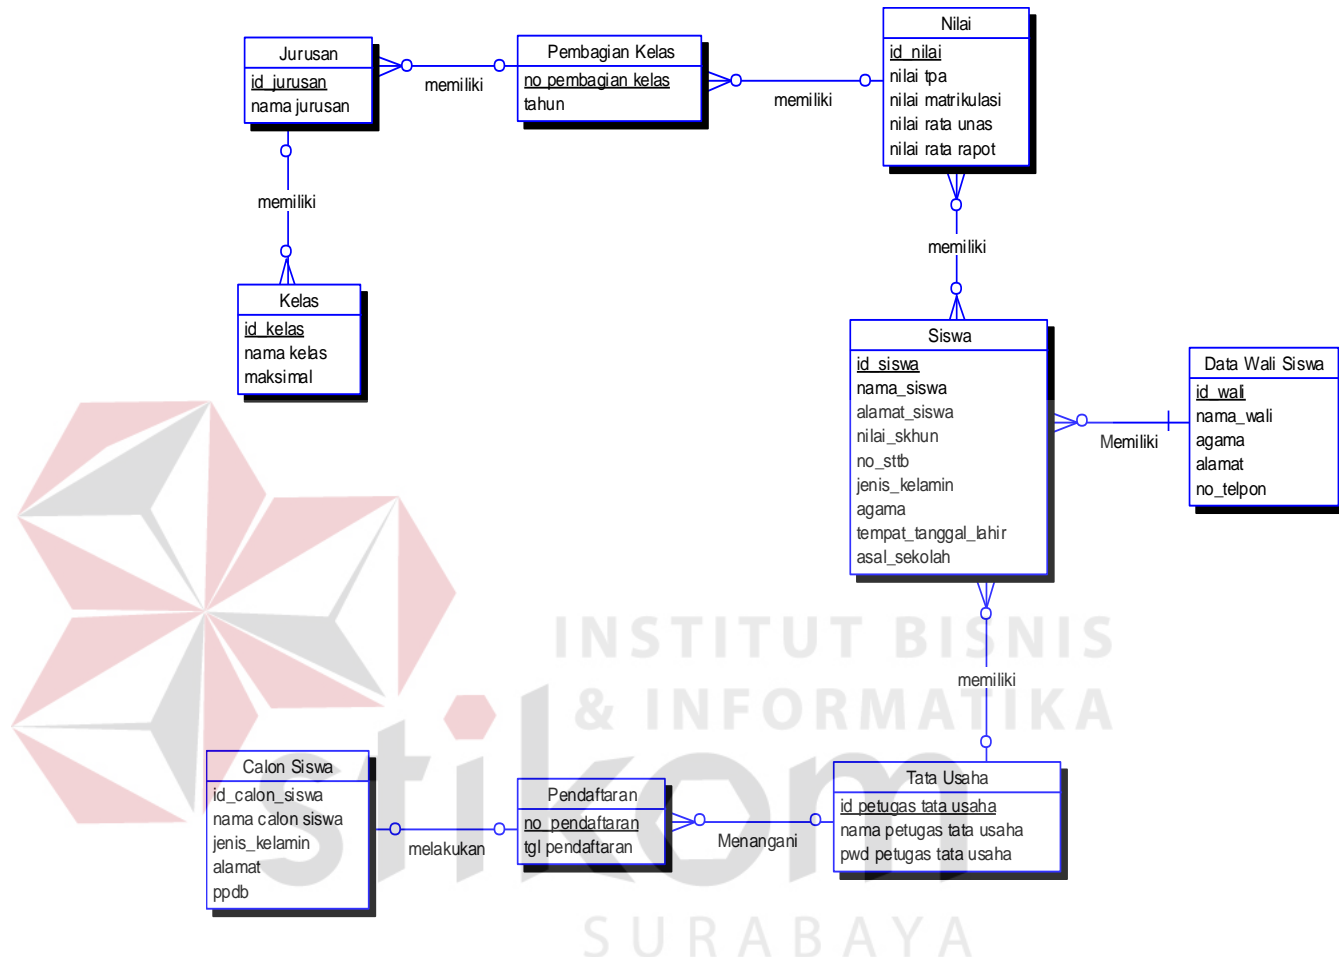 Jurusan
id_jurusan
nama jurusan
memiliki
Pembagian Kelas
no pembagian kelas
tahun
memiliki
Nilai
id_nilai
nilai tpa
nilai matrikulasi
nilai rata unas
nilai rata rapot
memiliki
memiliki
Kelas
id_kelas
nama kelas
maksimal
Siswa
id_siswa
nama_siswa
alamat_siswa
nilai_skhun
no_sttb
jenis_kelamin
agama
tempat_tanggal_lahir
asal_sekolah
Memiliki
Data Wali Siswa
id_wali
nama_wali
agama
alamat
no_telpon
INSTITUT BISNIS
& INFORMATIKA
stikom
SURABAYA
memiliki
Calon Siswa
id_calon_siswa
nama calon siswa
jenis_kelamin
alamat
ppdb
melakukan
Pendaftaran
no_pendaftaran
tgl pendaftaran
Menangani
Tata Usaha
id petugas tata usaha
nama petugas tata usaha
pwd petugas tata usaha